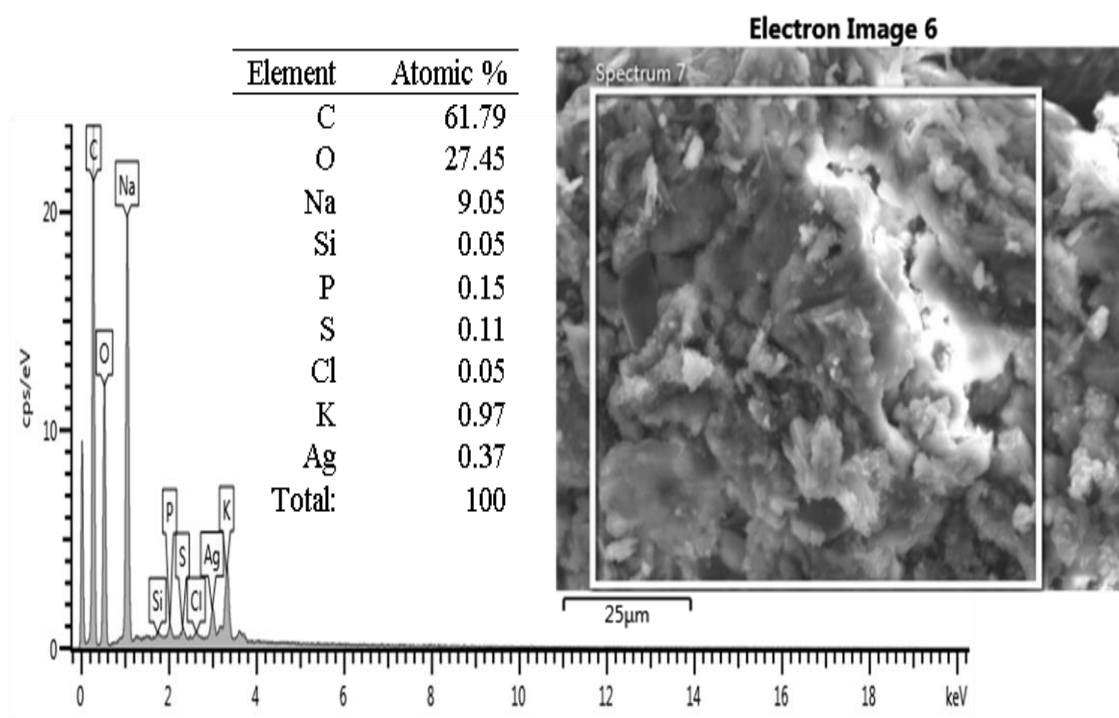 Electron Image 6
Element Atomic %
C 61.79
O 27.45
Na 9.05
Si 0.05
P 0.15
S 0.11
Cl 0.05
K 0.97
Ag 0.37
Total: 100
Spectrum 7
25µm
cps/eV
20
10
0
C
Na
O
P
K
S
Ag
Si
Cl
0 2 4 6 8 10 12 14 16 18 keV